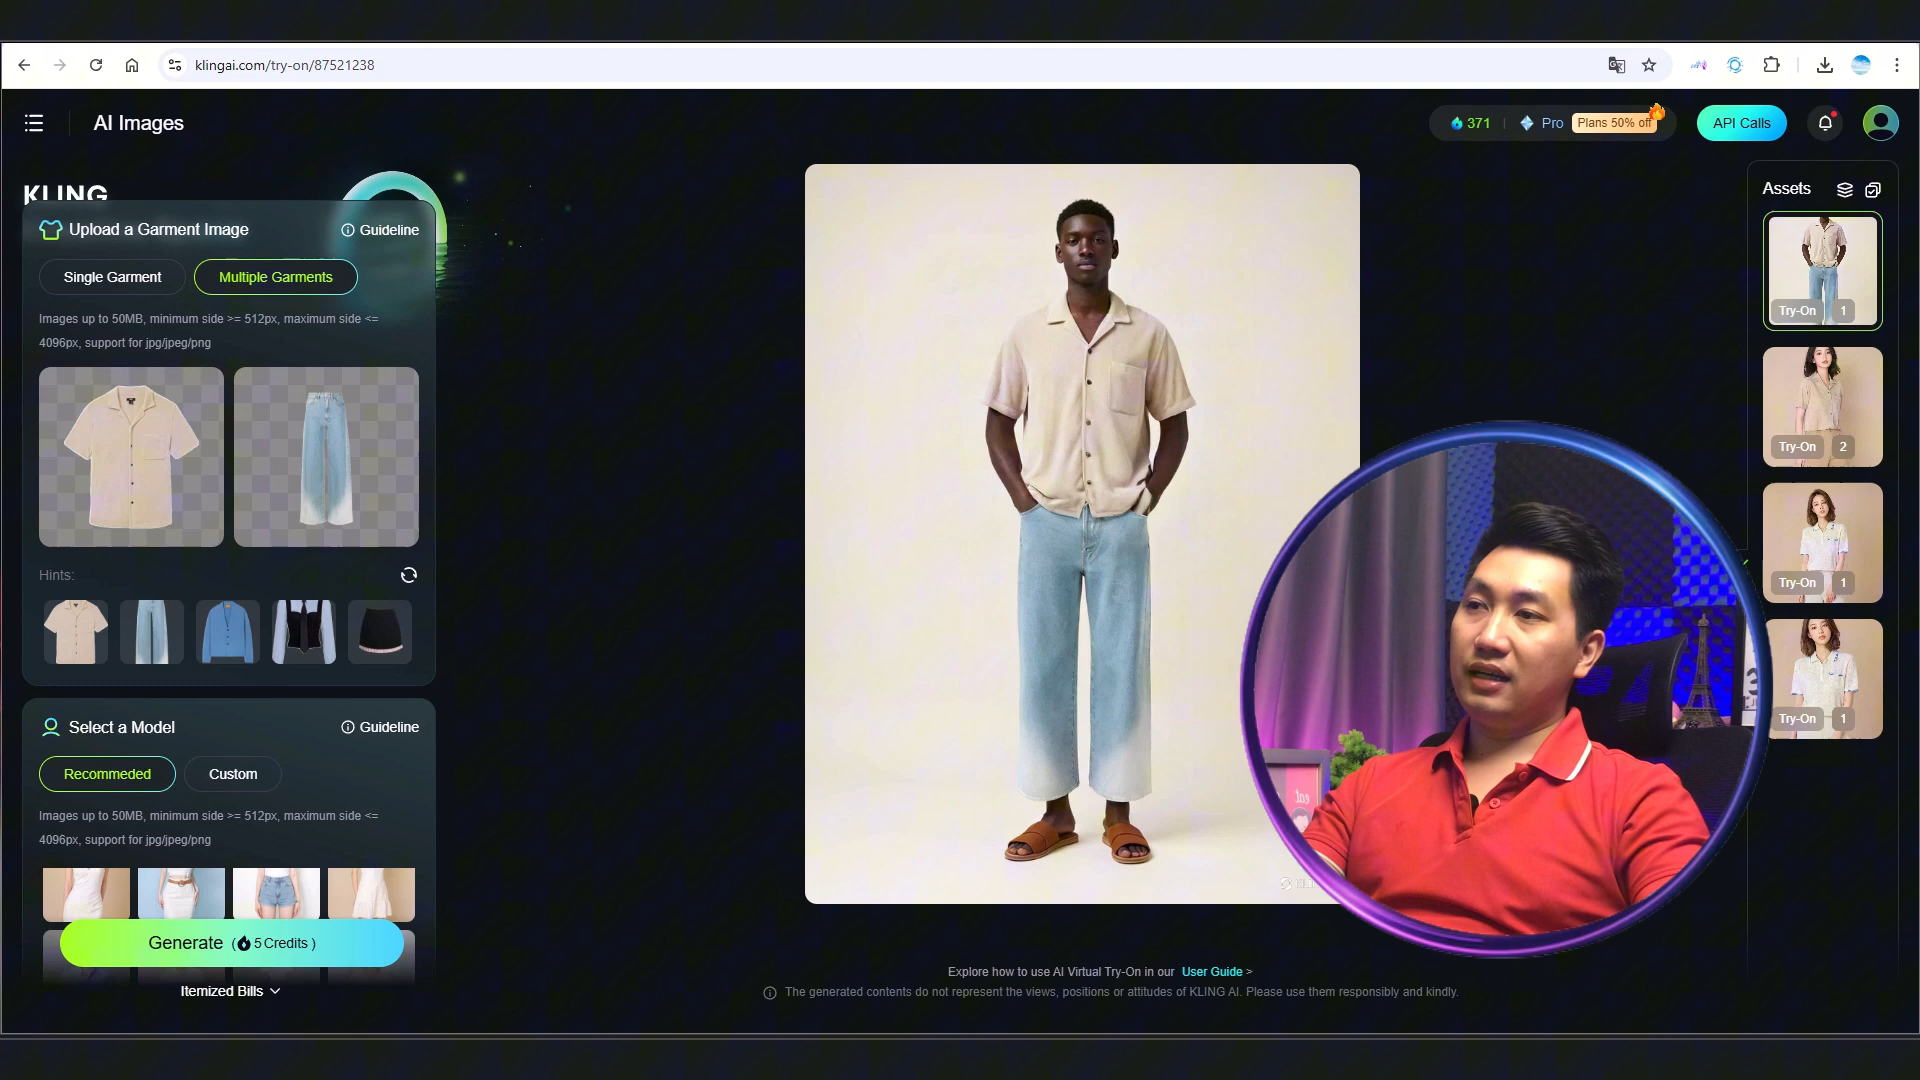 klingai.com/try-on/87521238
AI Images
371
Pro
Plans 50% off
API Calls
KLING
Upload a Garment Image
Guideline
Single Garment
Multiple Garments
Images up to 50MB, minimum side >= 512px, maximum side <=
4096px, support for jpg/jpeg/png
Hints:
Select a Model
Guideline
Recommeded
Custom
Images up to 50MB, minimum side >= 512px, maximum side <=
4096px, support for jpg/jpeg/png
Generate ( 5 Credits )
Itemized Bills
Explore how to use AI Virtual Try-On in our User Guide >
The generated contents do not represent the views, positions or attitudes of KLING AI. Please use them responsibly and kindly.
Assets
Try-On 1
Try-On 2
Try-On 1
Try-On 1